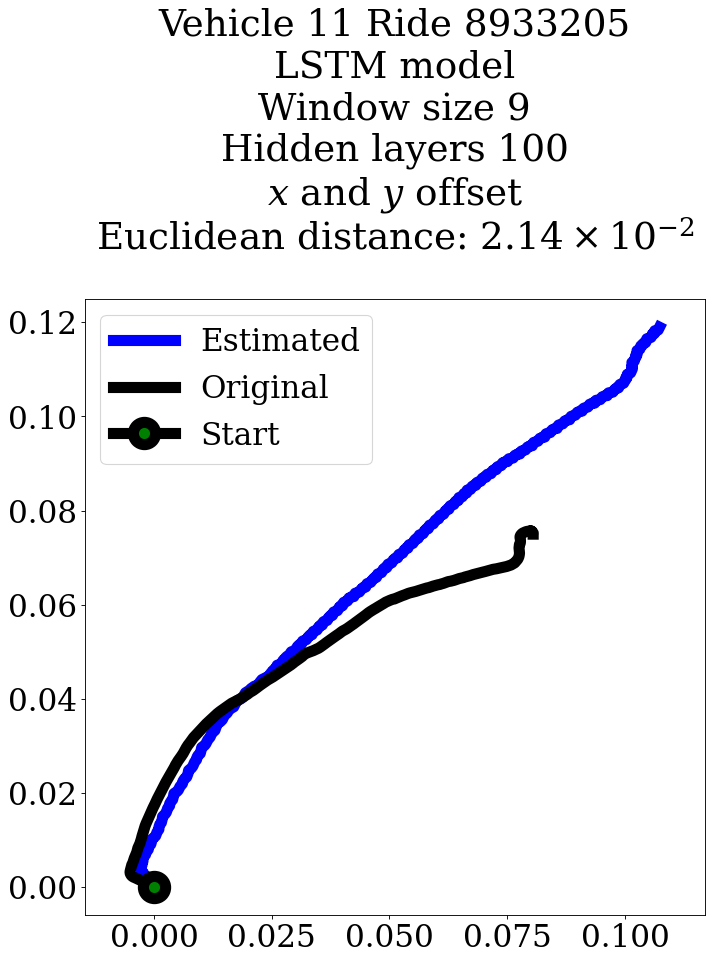 Vehicle 11 Ride 8933205
LSTM model
Window size 9
Hidden layers 100
x and y offset
Euclidean distance: 2.14 × 10⁻²
Estimated
Original
Start
0.12
0.10
0.08
0.06
0.04
0.02
0.00
0.000 0.025 0.050 0.075 0.100